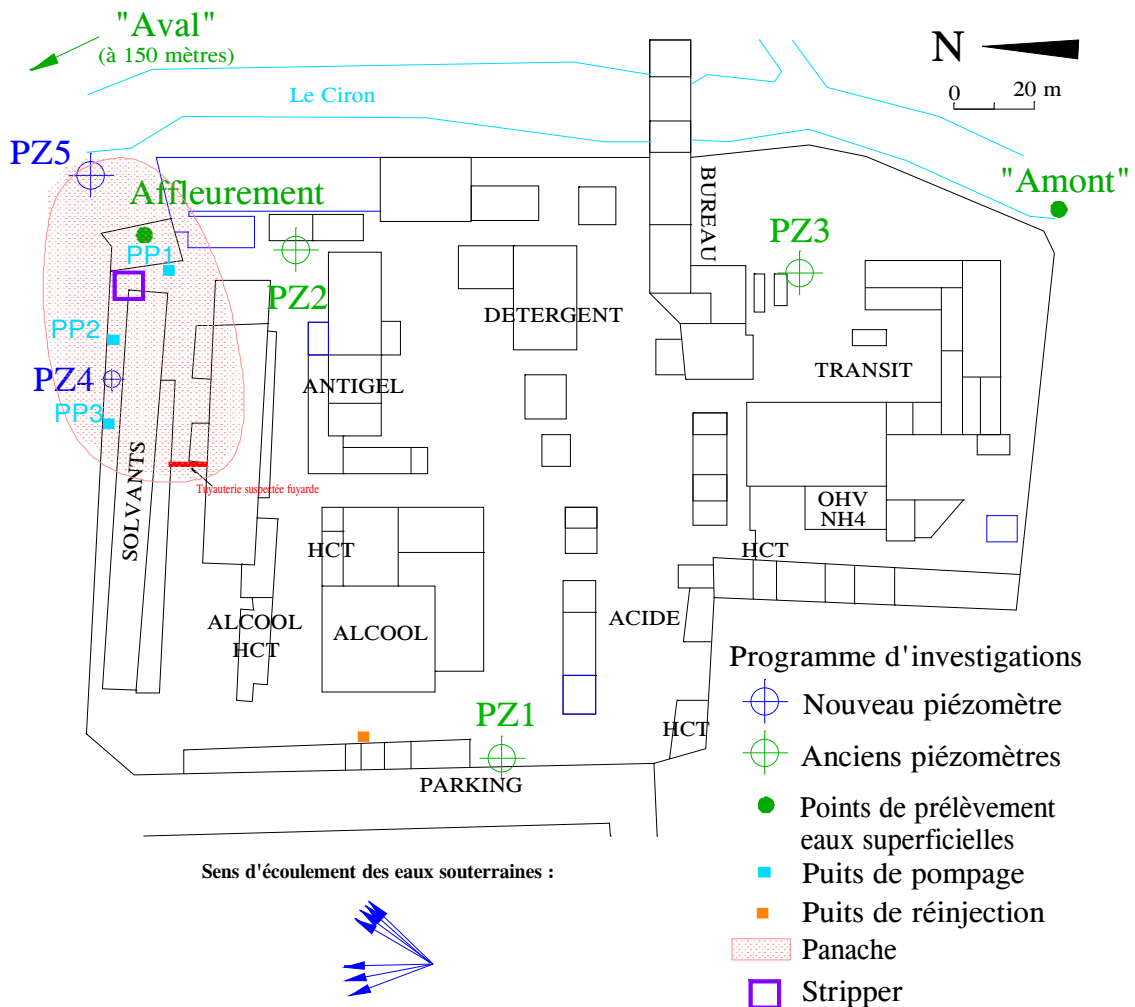 "Aval"
(à 150 mètres)
N
0 20 m
Le Ciron
PZ5
Affleurement
"Amont"
BUREAU
PZ3
PP1
PZ2
DETERGENT
PP2
PZ4
ANTIGEL
TRANSIT
PP3
SOLVANTS
Tuyauterie suspectée fuyarde
OHV
NH4
HCT
HCT
ALCOOL
HCT
ALCOOL
ACIDE
PZ1
HCT
PARKING
Programme d'investigations
Nouveau piézomètre
Anciens piézomètres
Points de prélèvement
eaux superficielles
Puits de pompage
Puits de réinjection
Panache
Stripper
Sens d'écoulement des eaux souterraines :